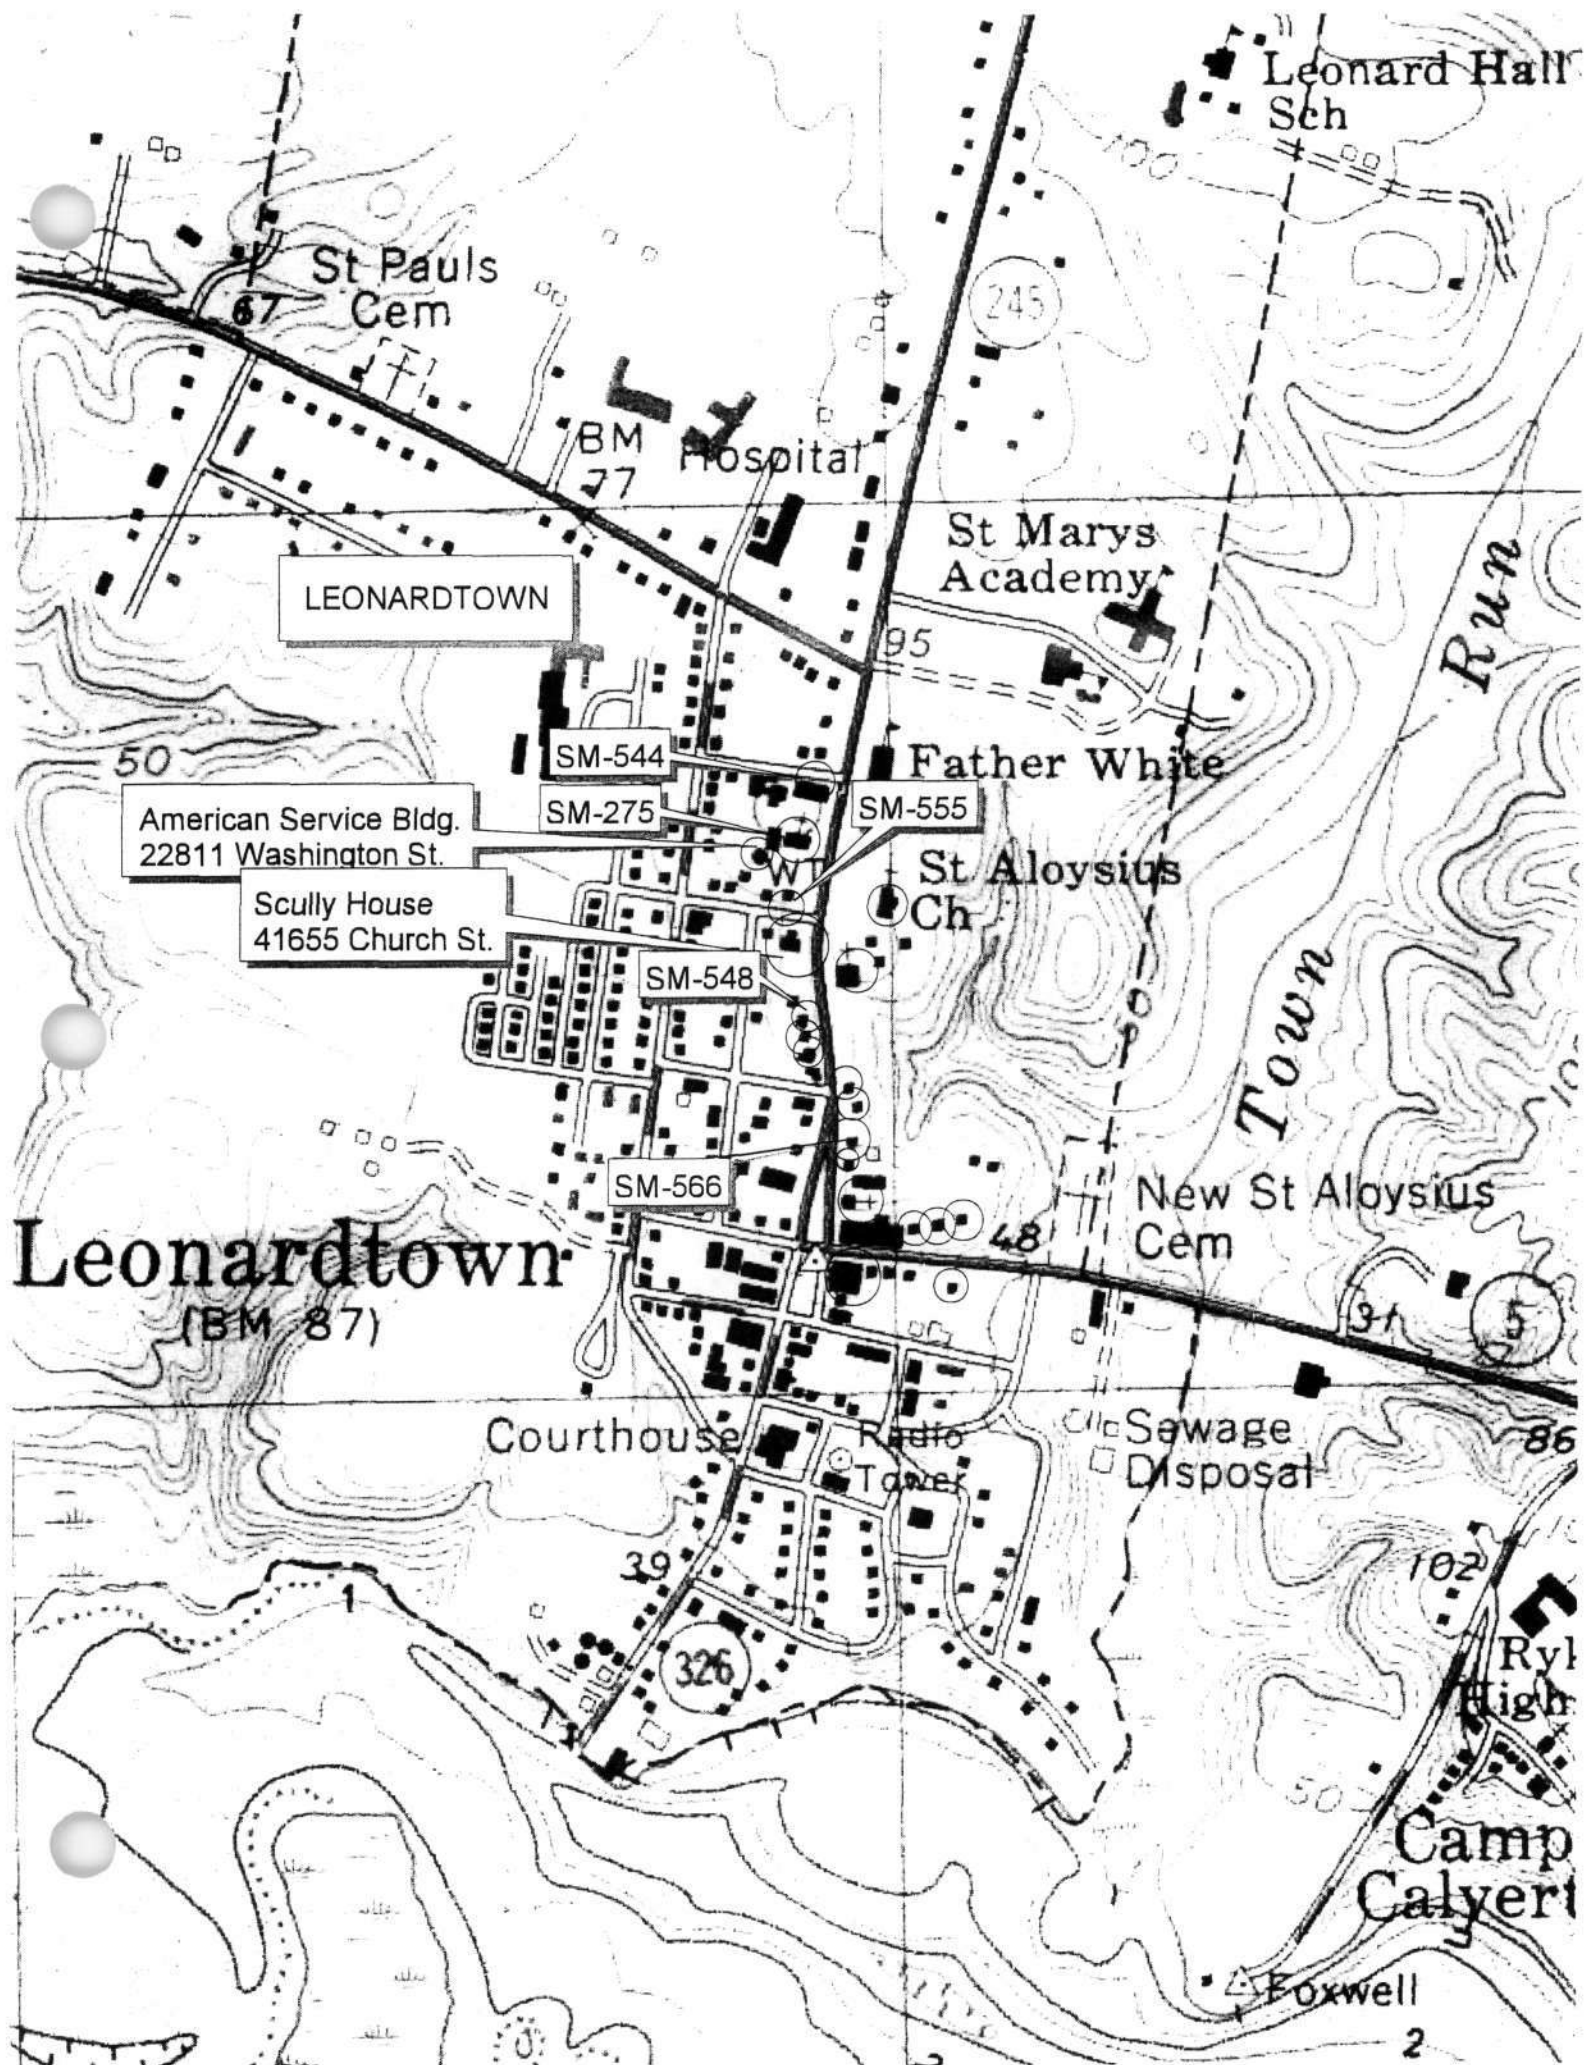 Leonard Hall
Sch
100
St Pauls
Cem
67
245
BM
77
Hospital
St Marys
Academy
LEONARDTOWN
95
Run
50
SM-544
Father White
SM-275
SM-555
American Service Bldg.
22811 Washington St.
W T
St Aloysius
Ch
Scully House
41655 Church St.
SM-548
50
Town
SM-566
New St Aloysius
Cem
48
Leonardtown
(BM 87)
31
5
Courthouse
Radio
Tower
Sewage
Disposal
86
39
102
1
326
High
50
Camp
Calvert
Foxwell
2